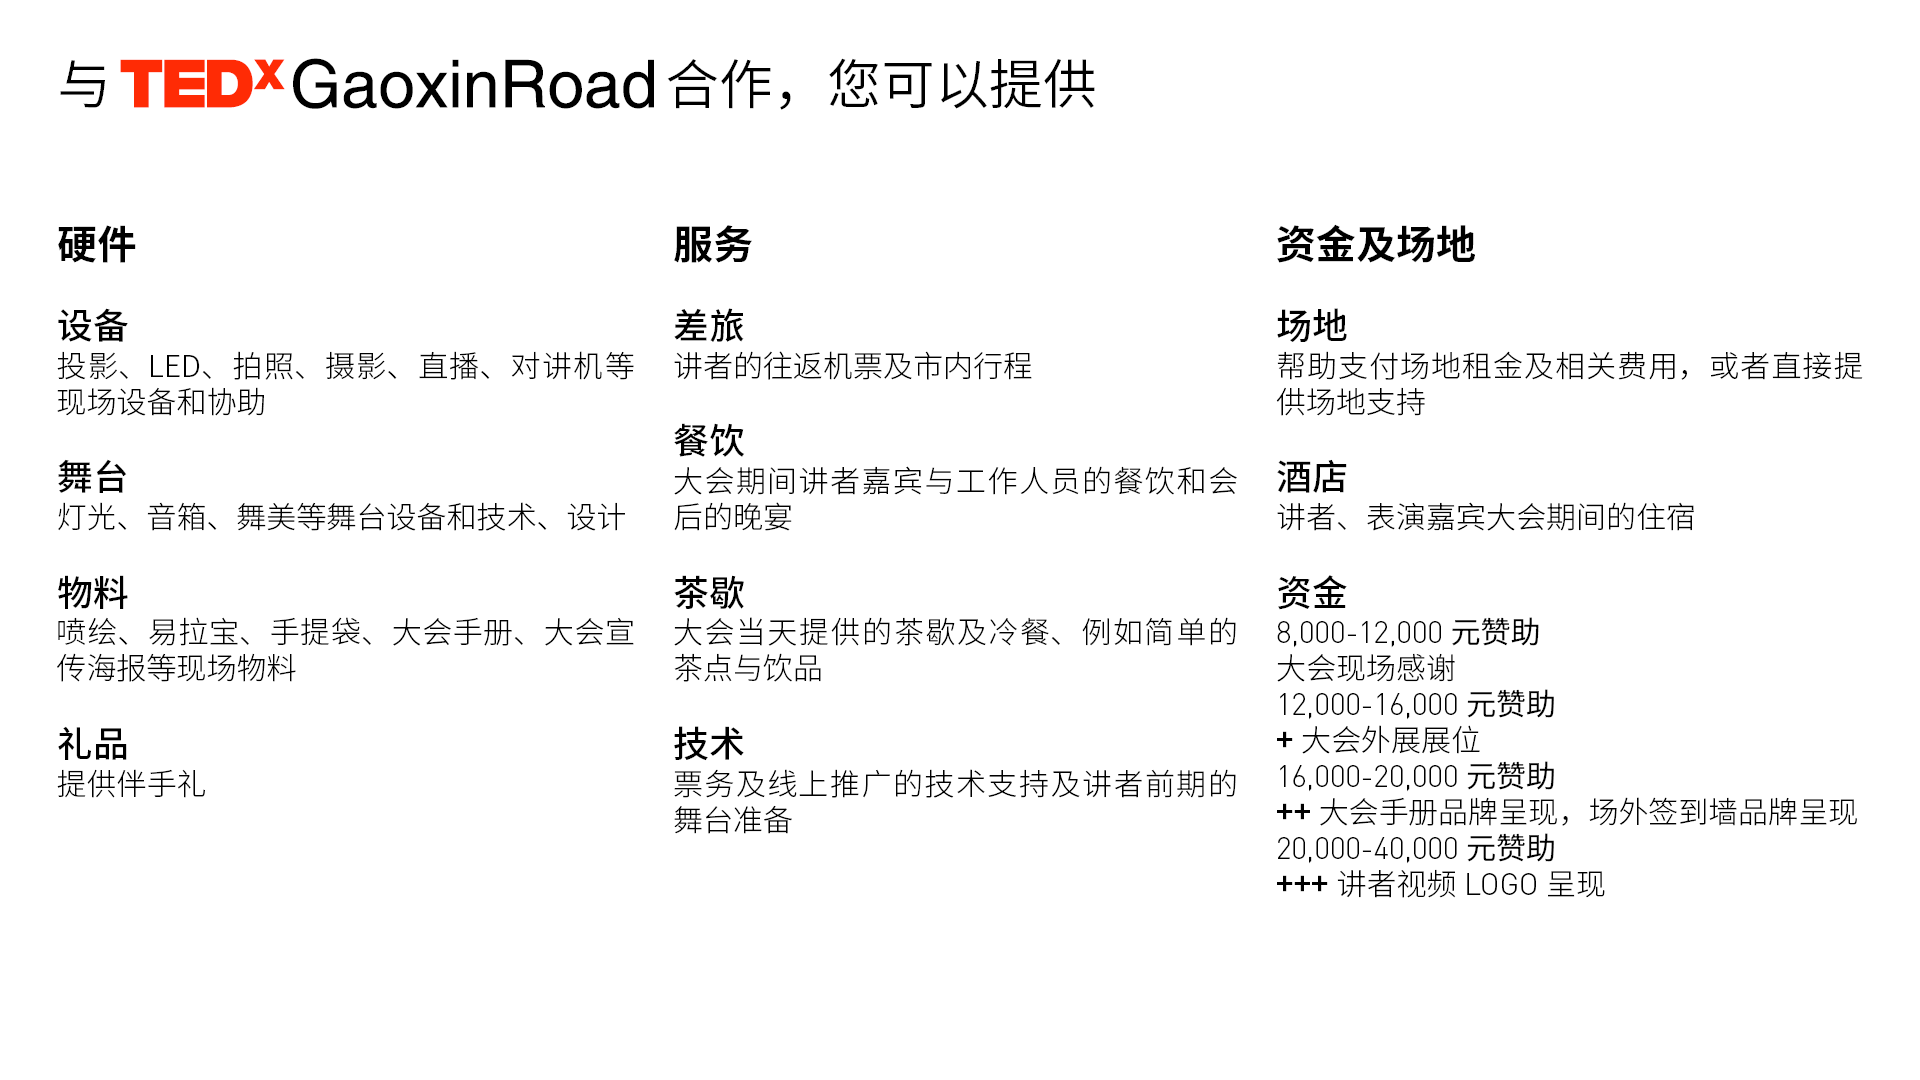 与 TEDxGaoxinRoad 合作，您可以提供
硬件
设备
投影、LED、拍照、摄影、直播、对讲机等
现场设备和协助
舞台
灯光、音箱、舞美等舞台设备和技术、设计
物料
喷绘、易拉宝、手提袋、大会手册、大会宣
传海报等现场物料
礼品
提供伴手礼
服务
差旅
讲者的往返机票及市内行程
餐饮
大会期间讲者嘉宾与工作人员的餐饮和会
后的晚宴
茶歇
大会当天提供的茶歇及冷餐、例如简单的
茶点与饮品
技术
票务及线上推广的技术支持及讲者前期的
舞台准备
资金及场地
场地
帮助支付场地租金及相关费用，或者直接提
供场地支持
酒店
讲者、表演嘉宾大会期间的住宿
资金
8,000-12,000 元赞助
大会现场感谢
12,000-16,000 元赞助
+ 大会外展展位
16,000-20,000 元赞助
++ 大会手册品牌呈现，场外签到墙品牌呈现
20,000-40,000 元赞助
+++ 讲者视频 LOGO 呈现